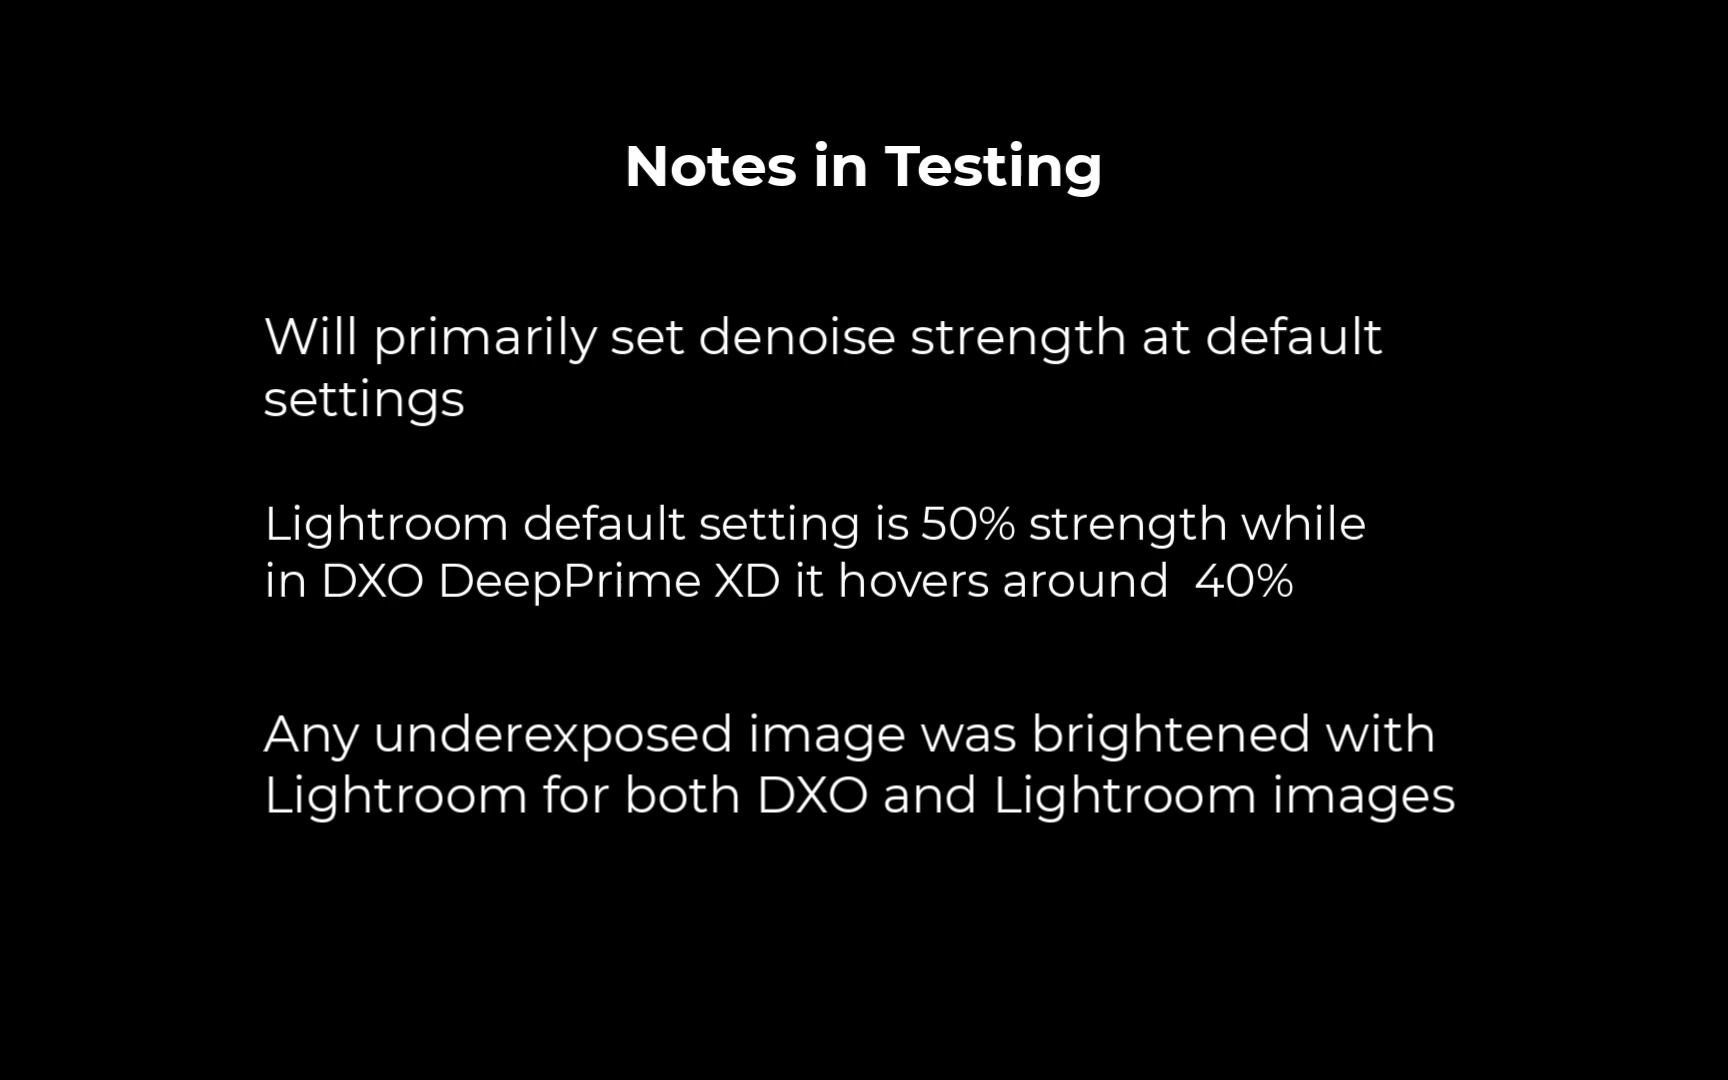 Notes in Testing
Will primarily set denoise strength at default
settings
Lightroom default setting is 50% strength while
in DXO DeepPrime XD it hovers around  40%
Any underexposed image was brightened with
Lightroom for both DXO and Lightroom images